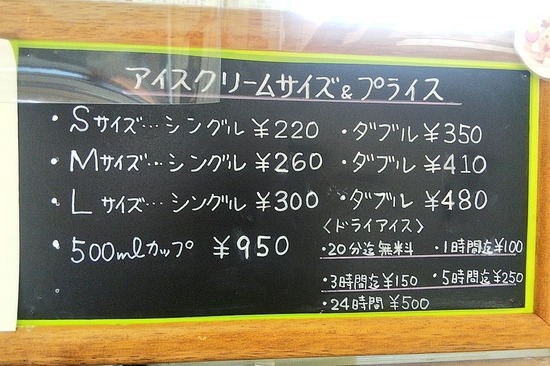 アイスクリームサイズ&プライス
・Sサイズ…シングル ¥220 ・ダブル ¥350
・Mサイズ…シングル ¥260 ・ダブル ¥410
・Lサイズ…シングル ¥300 ・ダブル ¥480
・500mlカップ ¥950
〈ドライアイス〉
・20分迄無料 ・1時間迄¥100
・3時間迄¥150 ・5時間迄¥250
・24時間 ¥500